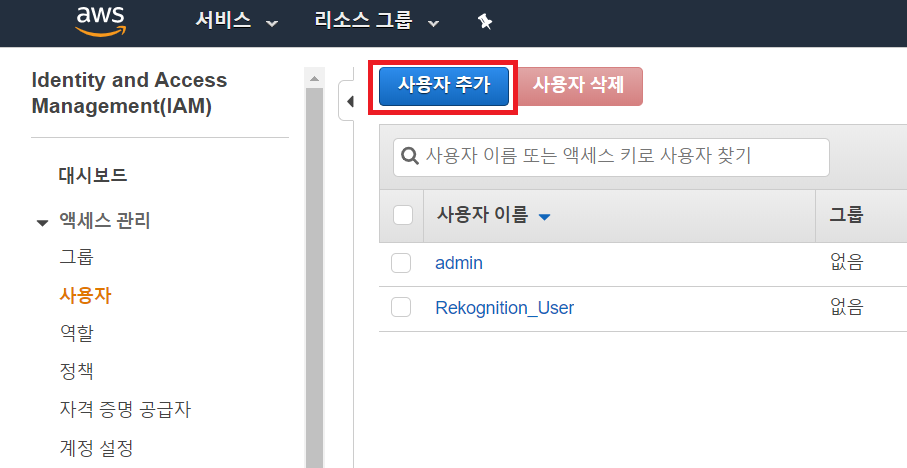 aws
서비스
리소스 그룹
Identity and Access
Management(IAM)
대시보드
액세스 관리
그룹
사용자
역할
정책
자격 증명 공급자
계정 설정
사용자 추가
사용자 삭제
사용자 이름 또는 액세스 키로 사용자 찾기
사용자 이름 그룹
admin 없음
Rekognition_User 없음